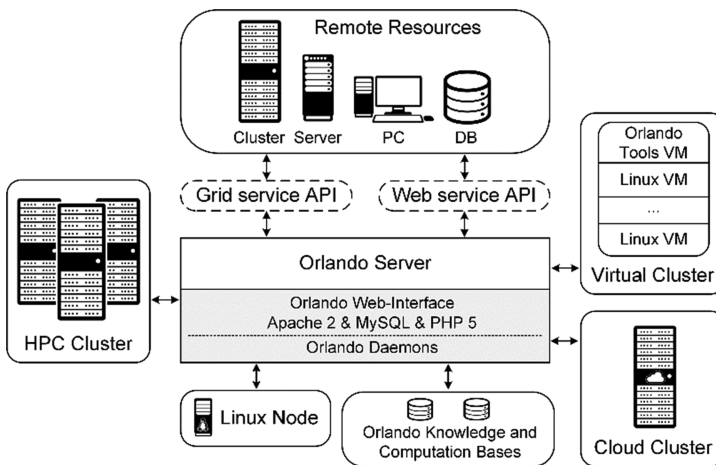 Remote Resources
Cluster
Server
PC
DB
Grid service API
Web service API
Orlando
Tools VM
Linux VM
...
Linux VM
Virtual Cluster
HPC Cluster
Orlando Server
Orlando Web-Interface
Apache 2 & MySQL & PHP 5
Orlando Daemons
Linux Node
Orlando Knowledge and
Computation Bases
Cloud Cluster